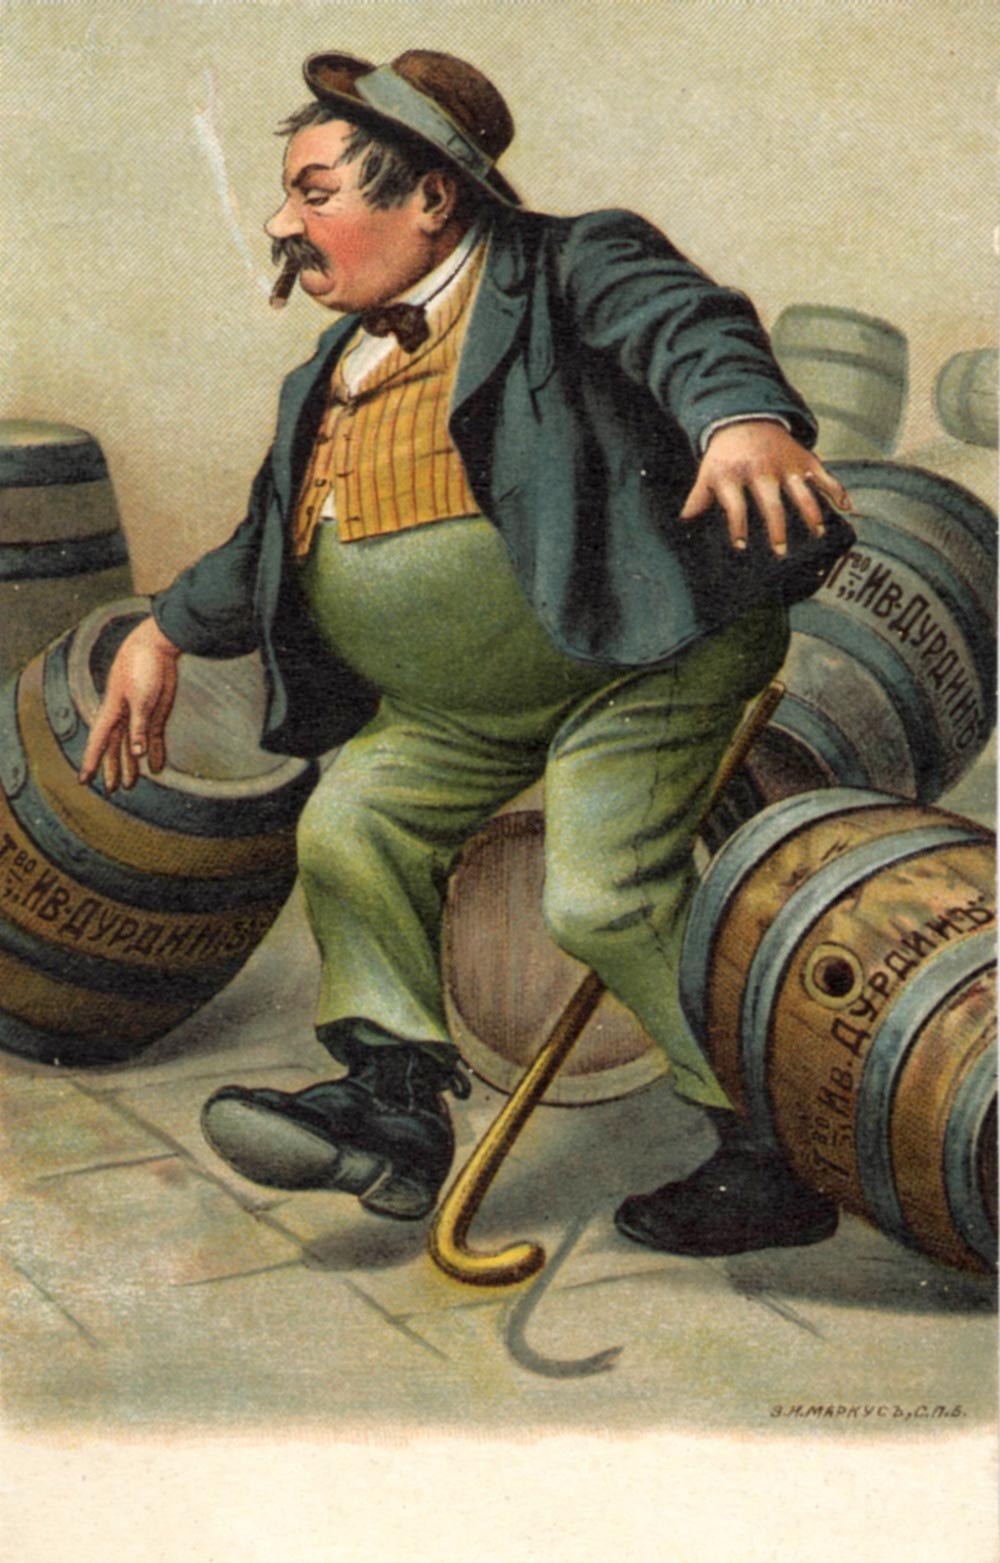 Т ВО „ИВ. ДУРДИНЪ"
Т ВО „ИВ. ДУРДИНЪ
Т ВО „ИВ. ДУРДИНЪ"
Э.И.МАРКУСЪ, С.П.Б.